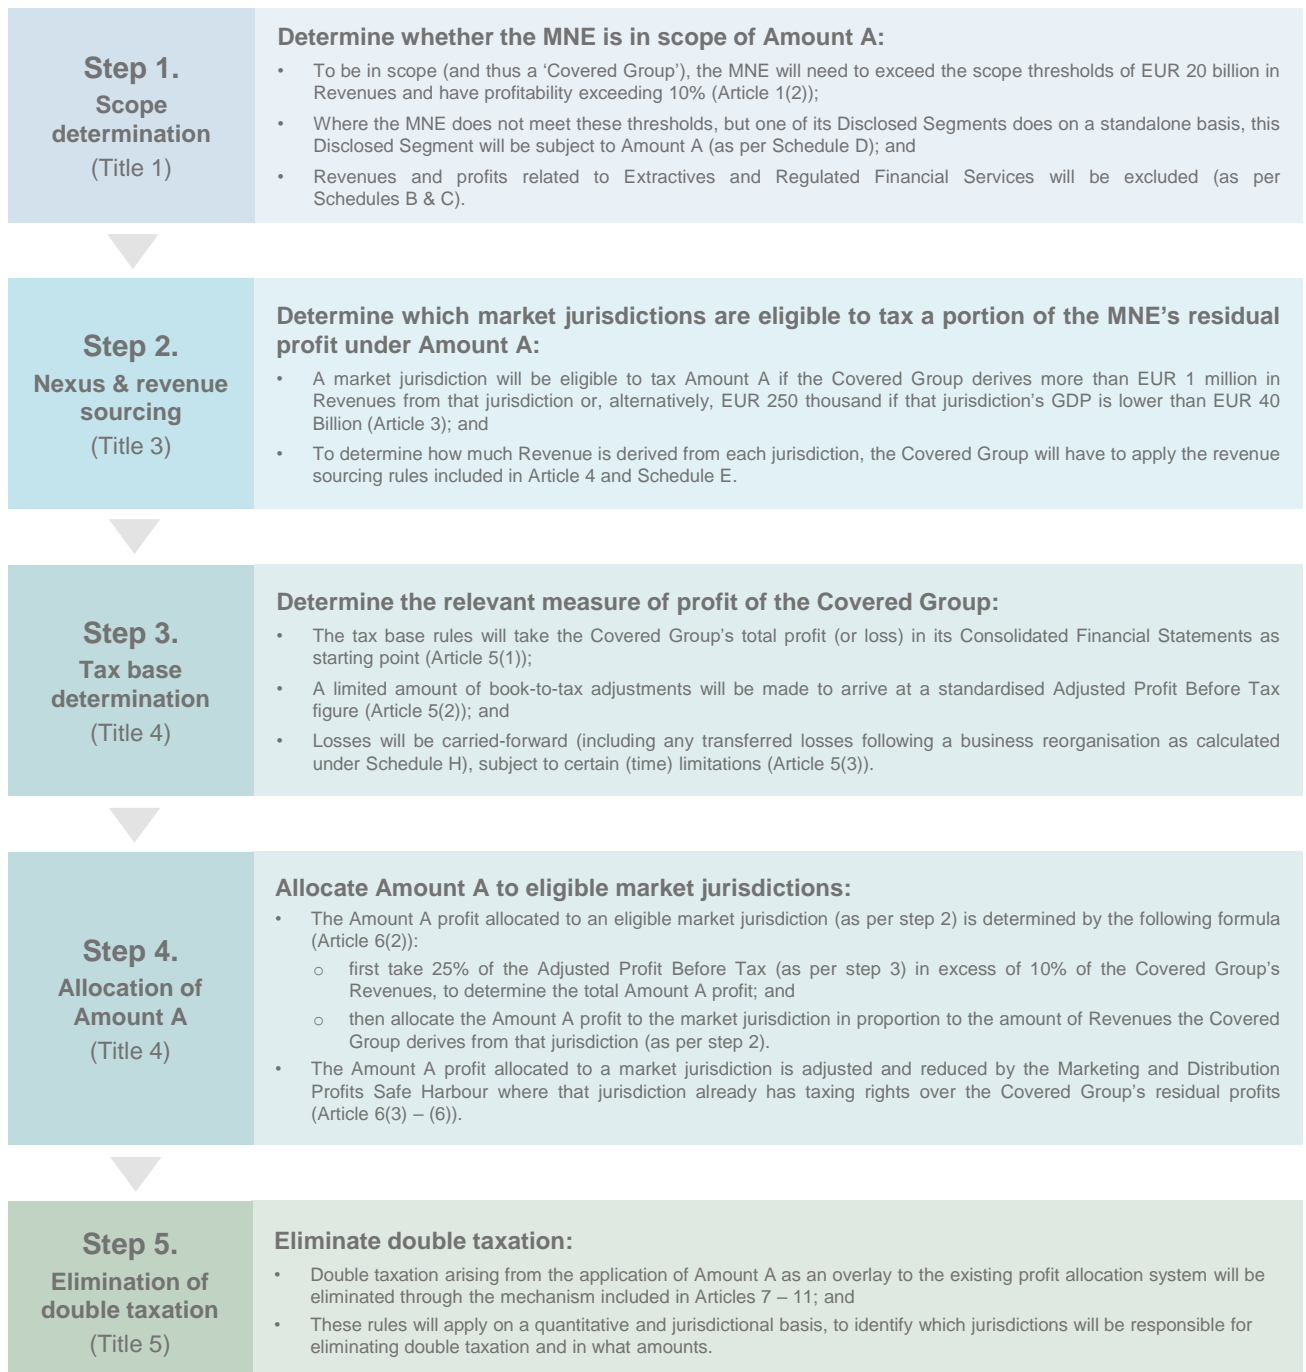 Step 1.
Scope
determination
(Title 1)
Determine whether the MNE is in scope of Amount A:
• To be in scope (and thus a ‘Covered Group’), the MNE will need to exceed the scope thresholds of EUR 20 billion in
Revenues and have profitability exceeding 10% (Article 1(2));
• Where the MNE does not meet these thresholds, but one of its Disclosed Segments does on a standalone basis, this
Disclosed Segment will be subject to Amount A (as per Schedule D); and
• Revenues and profits related to Extractives and Regulated Financial Services will be excluded (as per
Schedules B & C).
Step 2.
Nexus & revenue
sourcing
(Title 3)
Determine which market jurisdictions are eligible to tax a portion of the MNE’s residual
profit under Amount A:
• A market jurisdiction will be eligible to tax Amount A if the Covered Group derives more than EUR 1 million in
Revenues from that jurisdiction or, alternatively, EUR 250 thousand if that jurisdiction’s GDP is lower than EUR 40
Billion (Article 3); and
• To determine how much Revenue is derived from each jurisdiction, the Covered Group will have to apply the revenue
sourcing rules included in Article 4 and Schedule E.
Step 3.
Tax base
determination
(Title 4)
Determine the relevant measure of profit of the Covered Group:
• The tax base rules will take the Covered Group’s total profit (or loss) in its Consolidated Financial Statements as
starting point (Article 5(1));
• A limited amount of book-to-tax adjustments will be made to arrive at a standardised Adjusted Profit Before Tax
figure (Article 5(2)); and
• Losses will be carried-forward (including any transferred losses following a business reorganisation as calculated
under Schedule H), subject to certain (time) limitations (Article 5(3)).
Step 4.
Allocation of
Amount A
(Title 4)
Allocate Amount A to eligible market jurisdictions:
• The Amount A profit allocated to an eligible market jurisdiction (as per step 2) is determined by the following formula
(Article 6(2)):
o first take 25% of the Adjusted Profit Before Tax (as per step 3) in excess of 10% of the Covered Group’s
Revenues, to determine the total Amount A profit; and
o then allocate the Amount A profit to the market jurisdiction in proportion to the amount of Revenues the Covered
Group derives from that jurisdiction (as per step 2).
• The Amount A profit allocated to a market jurisdiction is adjusted and reduced by the Marketing and Distribution
Profits Safe Harbour where that jurisdiction already has taxing rights over the Covered Group’s residual profits
(Article 6(3) – (6)).
Step 5.
Elimination of
double taxation
(Title 5)
Eliminate double taxation:
• Double taxation arising from the application of Amount A as an overlay to the existing profit allocation system will be
eliminated through the mechanism included in Articles 7 – 11; and
• These rules will apply on a quantitative and jurisdictional basis, to identify which jurisdictions will be responsible for
eliminating double taxation and in what amounts.